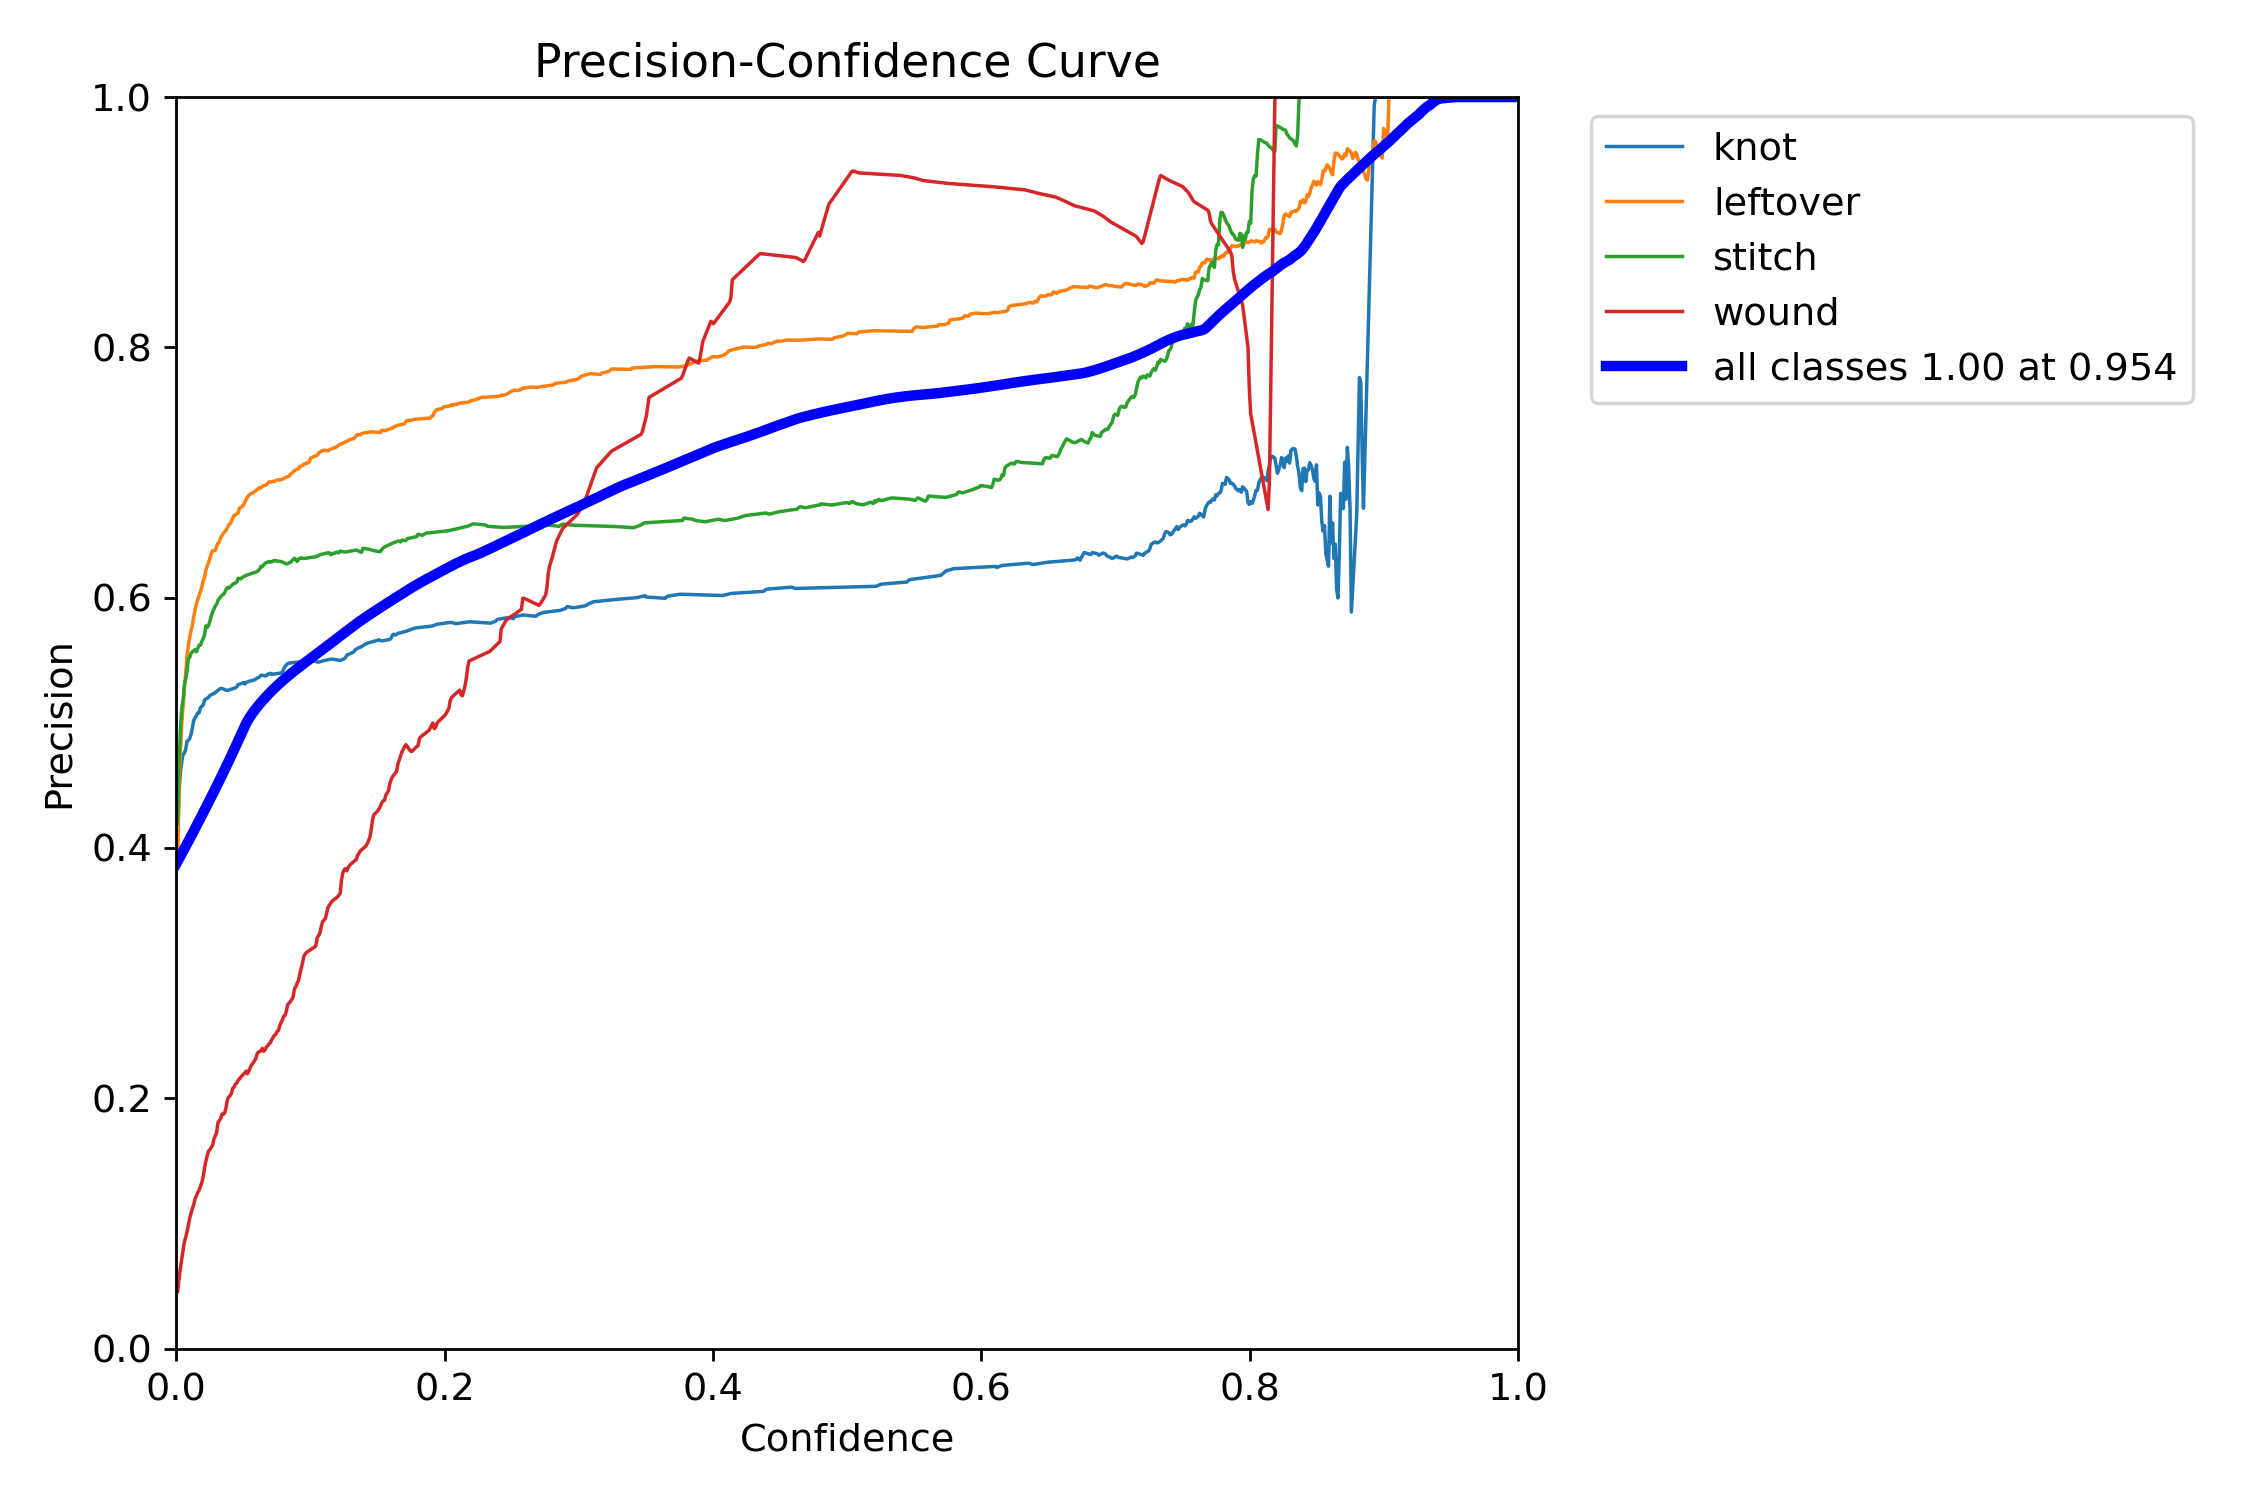 Precision-Confidence Curve
1.0
0.8
0.6
0.4
0.2
0.0
Precision
0.0 0.2 0.4 0.6 0.8 1.0
Confidence
knot
leftover
stitch
wound
all classes 1.00 at 0.954